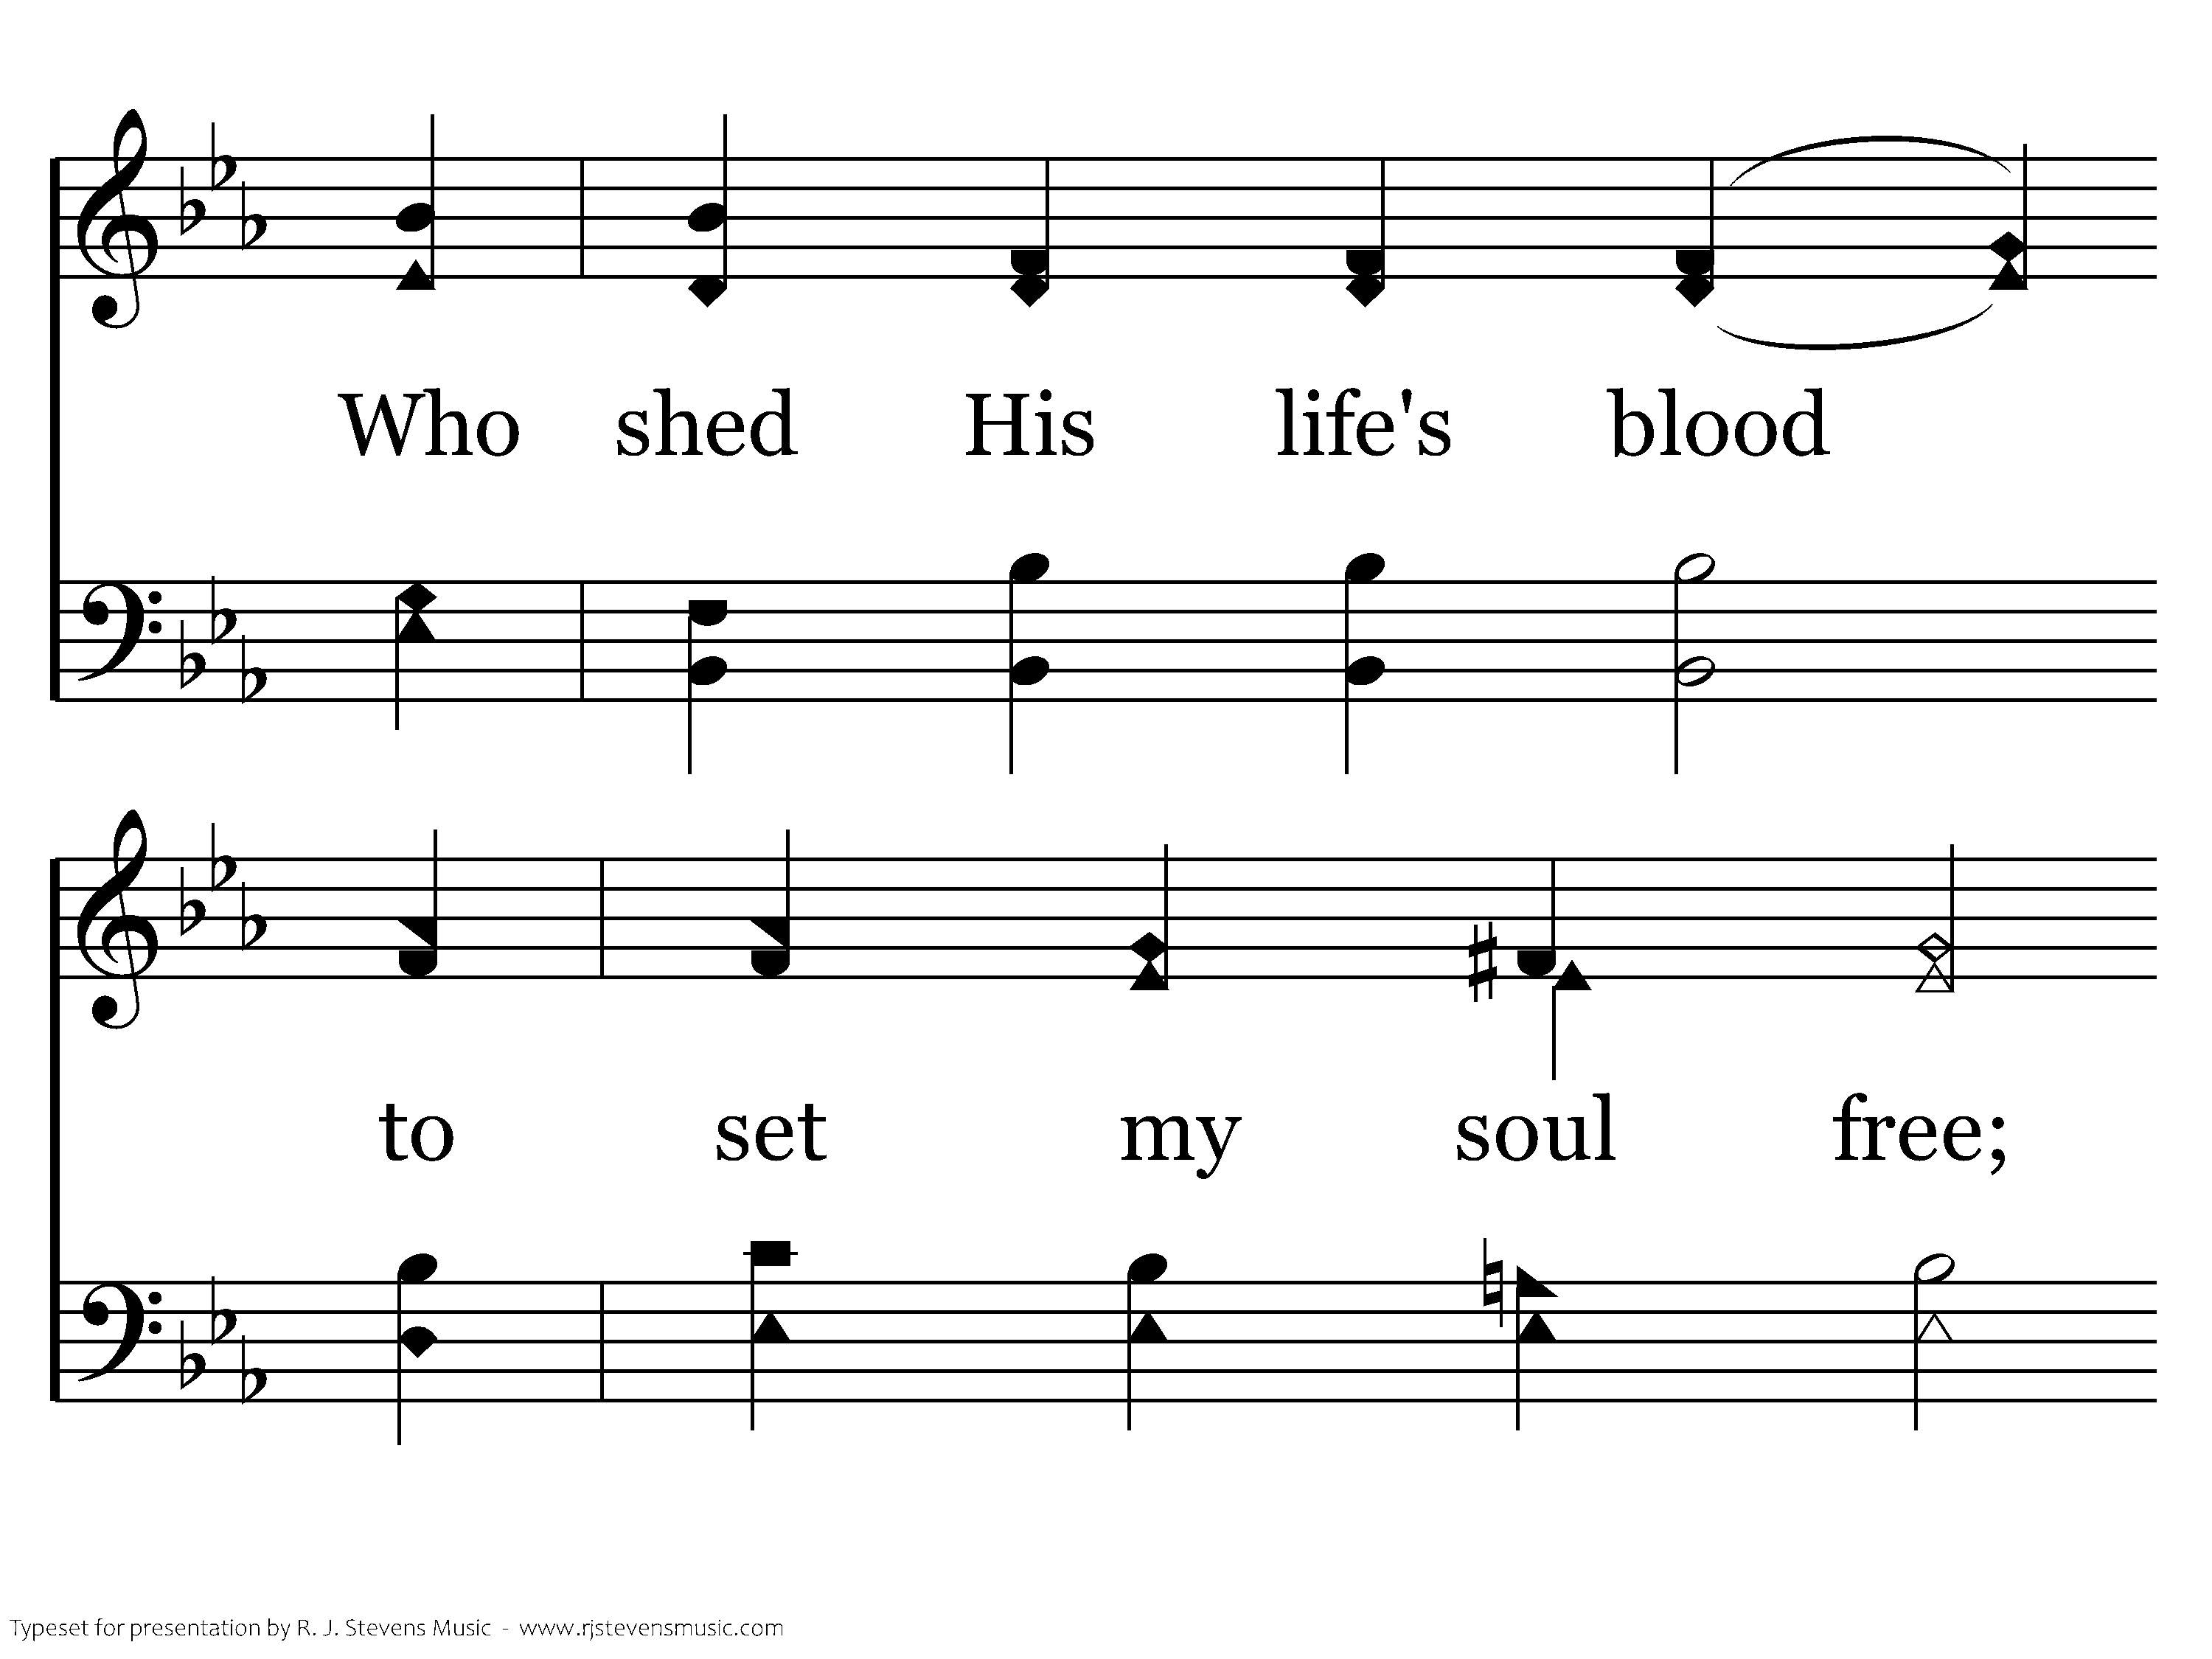 Who shed His life's blood
to set my soul free;
Typeset for presentation by R. J. Stevens Music - www.rjstevensmusic.com